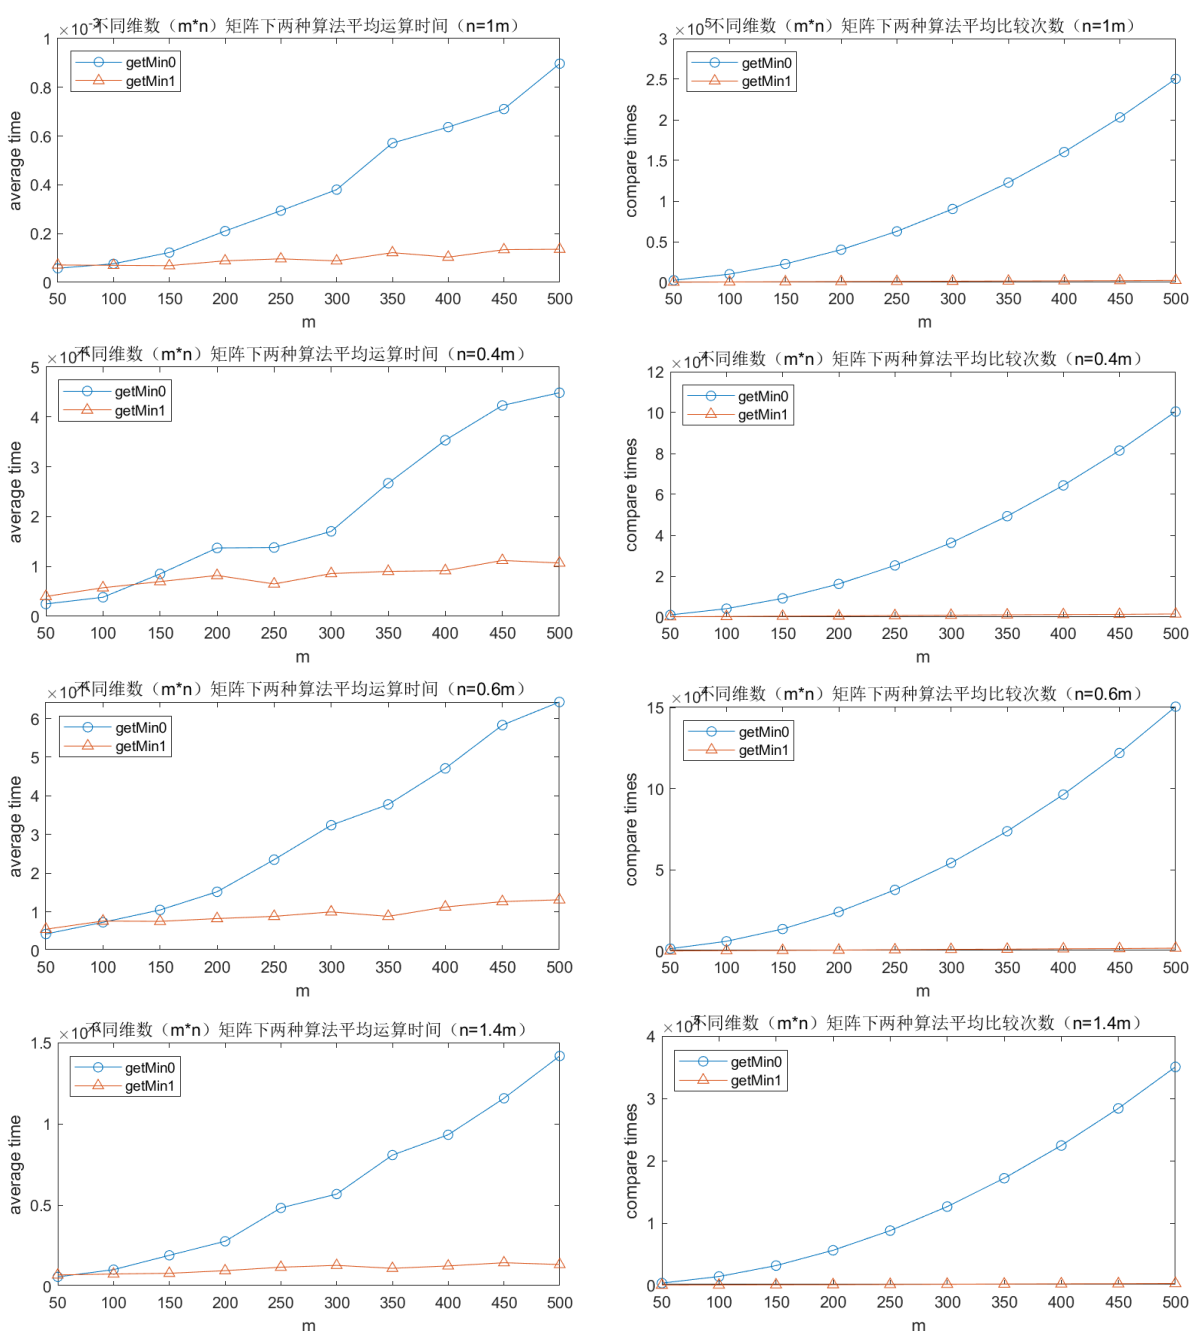 ×10⁻³ 不同维数（m*n）矩阵下两种算法平均运算时间（n=1m）
1
0.8
0.6
0.4
0.2
0
average time
getMin0
getMin1
50 100 150 200 250 300 350 400 450 500
m
×10⁵ 不同维数（m*n）矩阵下两种算法平均比较次数（n=1m）
3
2.5
2
1.5
1
0.5
0
compare times
getMin0
getMin1
50 100 150 200 250 300 350 400 450 500
m
不同维数（m*n）矩阵下两种算法平均运算时间（n=0.4m）
5
4
3
2
1
0
average time
getMin0
getMin1
50 100 150 200 250 300 350 400 450 500
m
不同维数（m*n）矩阵下两种算法平均比较次数（n=0.4m）
12
10
8
6
4
2
0
compare times
getMin0
getMin1
50 100 150 200 250 300 350 400 450 500
m
不同维数（m*n）矩阵下两种算法平均运算时间（n=0.6m）
6
5
4
3
2
1
0
average time
getMin0
getMin1
50 100 150 200 250 300 350 400 450 500
m
不同维数（m*n）矩阵下两种算法平均比较次数（n=0.6m）
15
10
5
0
compare times
getMin0
getMin1
50 100 150 200 250 300 350 400 450 500
m
不同维数（m*n）矩阵下两种算法平均运算时间（n=1.4m）
1.5
1
0.5
0
average time
getMin0
getMin1
50 100 150 200 250 300 350 400 450 500
m
不同维数（m*n）矩阵下两种算法平均比较次数（n=1.4m）
4
3
2
1
0
compare times
getMin0
getMin1
50 100 150 200 250 300 350 400 450 500
m